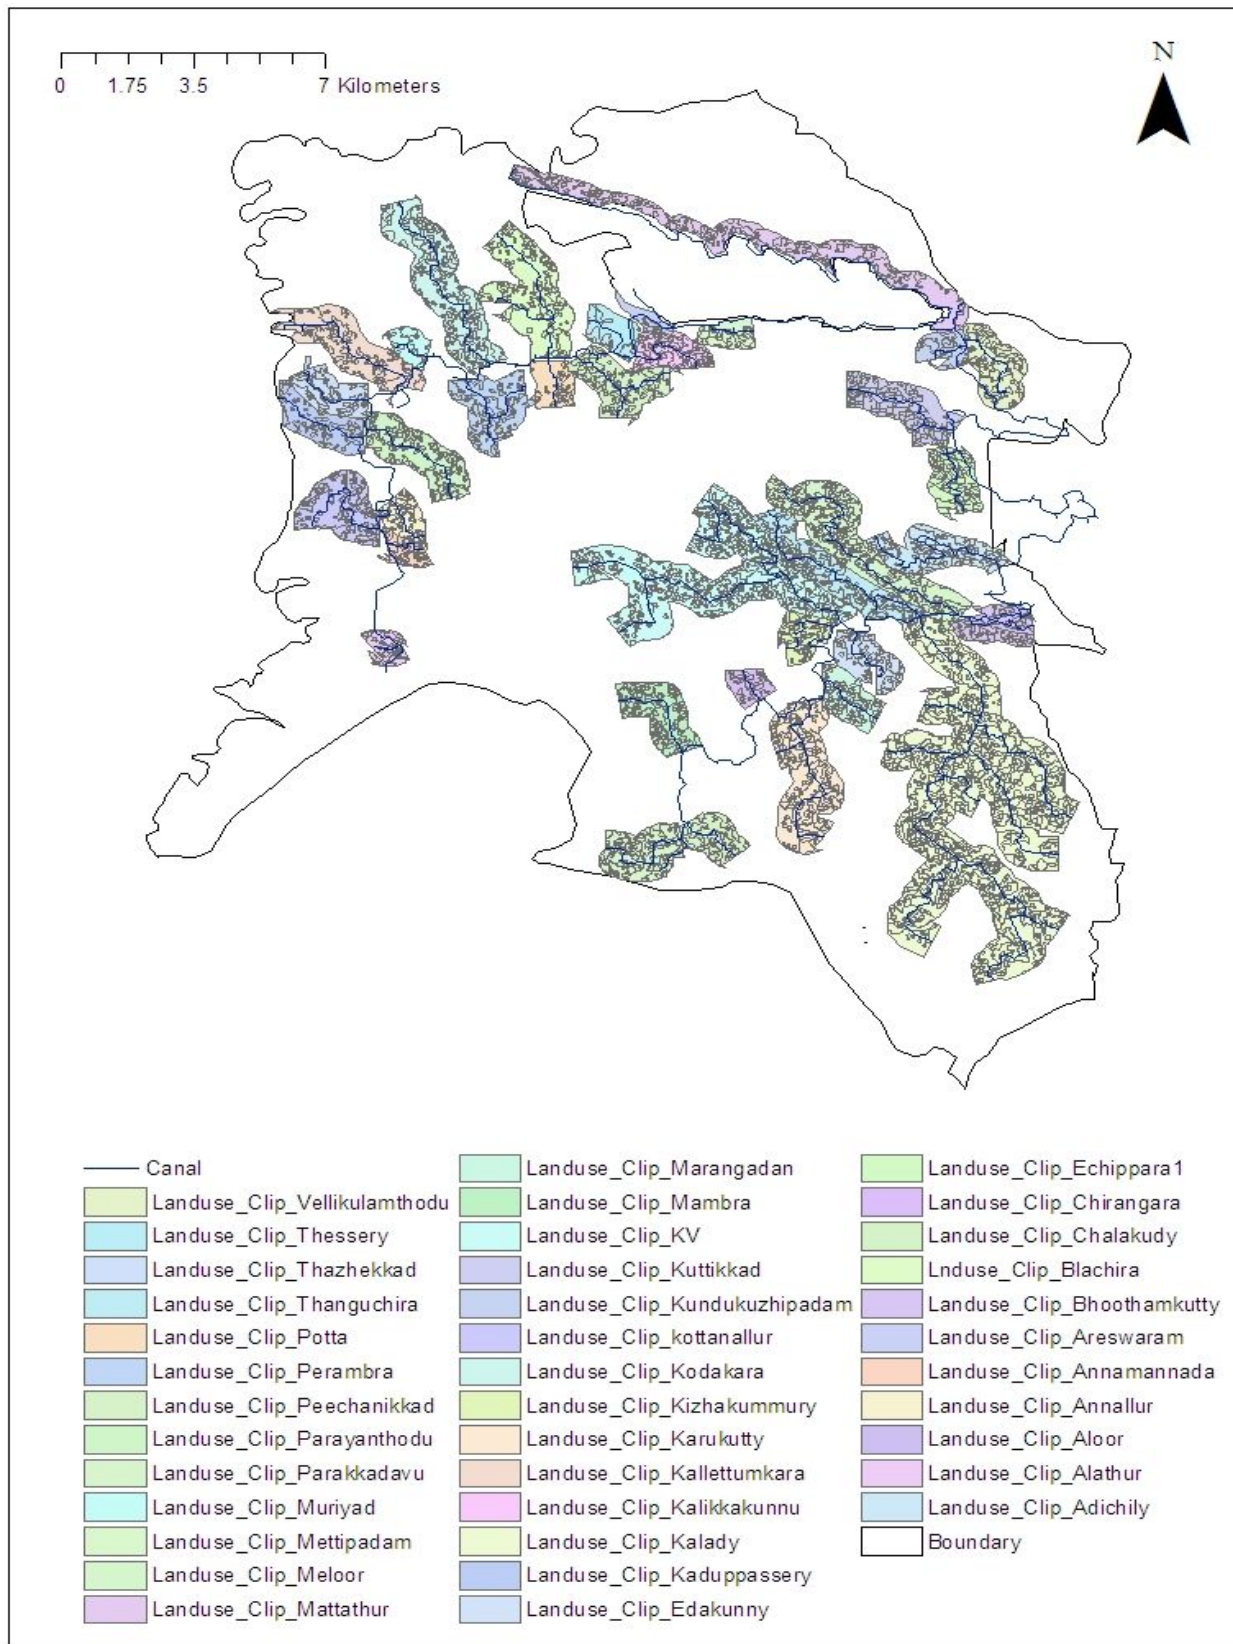 N
0 1.75 3.5 7 Kilometers
Canal
Landuse_Clip_Vellikulamthodu
Landuse_Clip_Thessery
Landuse_Clip_Thazhekkad
Landuse_Clip_Thanguchira
Landuse_Clip_Potta
Landuse_Clip_Perambra
Landuse_Clip_Peechanikkad
Landuse_Clip_Parayanthodu
Landuse_Clip_Parakkadavu
Landuse_Clip_Muriyad
Landuse_Clip_Mettipadam
Landuse_Clip_Meloor
Landuse_Clip_Mattathur
Landuse_Clip_Marangadan
Landuse_Clip_Mambra
Landuse_Clip_KV
Landuse_Clip_Kuttikkad
Landuse_Clip_Kundukuzhipadam
Landuse_Clip_kottanallur
Landuse_Clip_Kodakara
Landuse_Clip_Kizhakummury
Landuse_Clip_Karukutty
Landuse_Clip_Kallettumkara
Landuse_Clip_Kalikkakunnu
Landuse_Clip_Kalady
Landuse_Clip_Kaduppassery
Landuse_Clip_Edakunny
Landuse_Clip_Echippara1
Landuse_Clip_Chirangara
Landuse_Clip_Chalakudy
Lnduse_Clip_Blachira
Landuse_Clip_Bhoothamkutty
Landuse_Clip_Areswaram
Landuse_Clip_Annamannada
Landuse_Clip_Annallur
Landuse_Clip_Aloor
Landuse_Clip_Alathur
Landuse_Clip_Adichily
Boundary